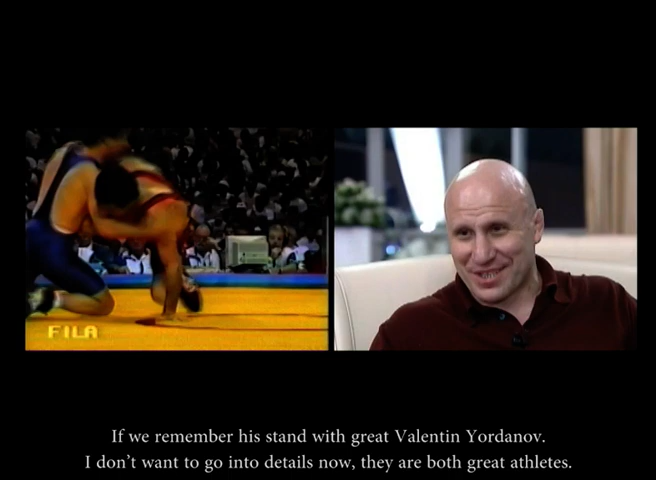 FILA
If we remember his stand with great Valentin Yordanov.
I don't want to go into details now, they are both great athletes.